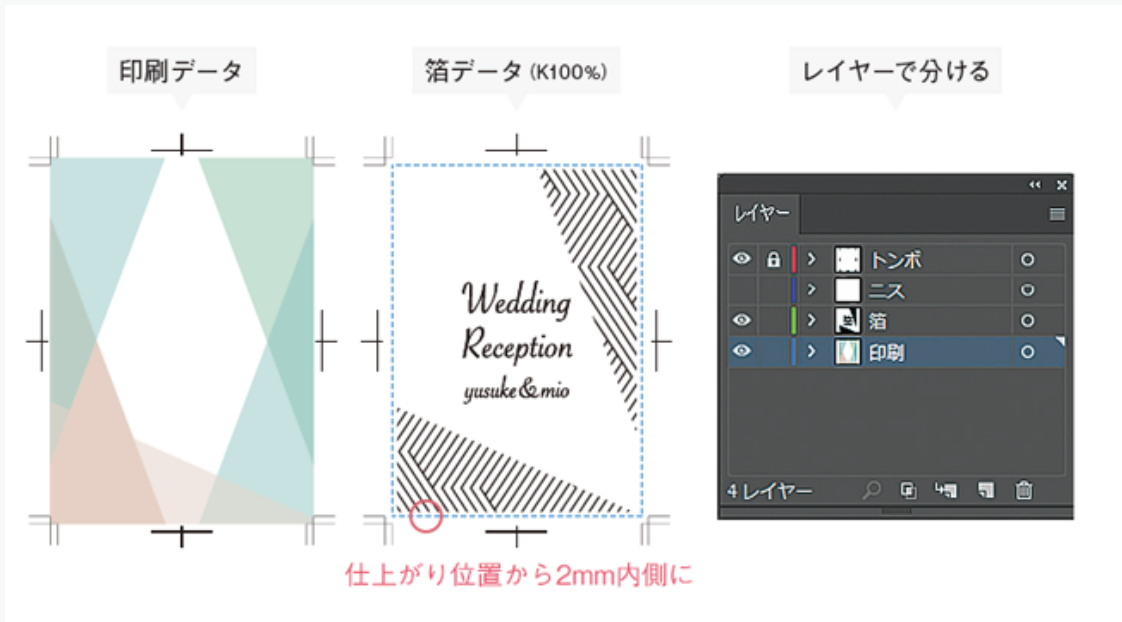 印刷データ
箔データ (K100%)
レイヤーで分ける
Wedding
Reception
yusuke&mio
仕上がり位置から2mm内側に
レイヤー
トンボ
ニス
箔
印刷
4 レイヤー